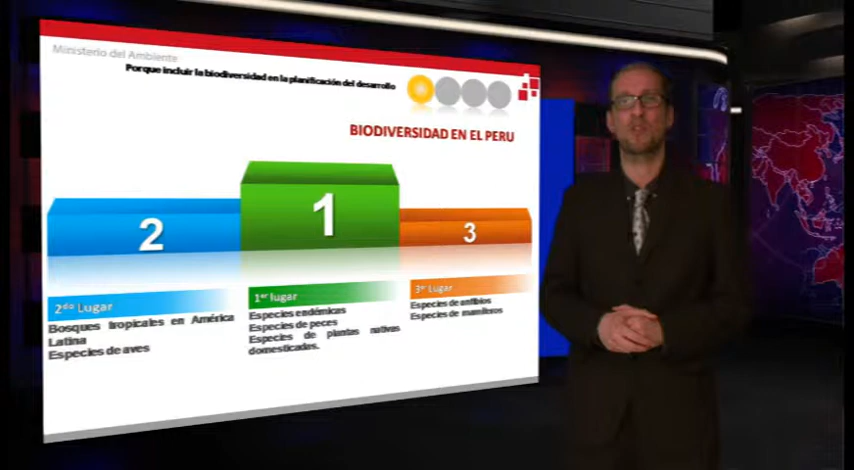 Ministerio del Ambiente
Porque incluir la biodiversidad en la planificación del desarrollo
BIODIVERSIDAD EN EL PERU
2
1
3
2do Lugar
Bosques tropicales en América
Latina
Especies de aves
1er lugar
Especies endémicas
Especies de peces
Especies de plantas nativas
domesticadas.
3er Lugar
Especies de anfibios
Especies de mamíferos